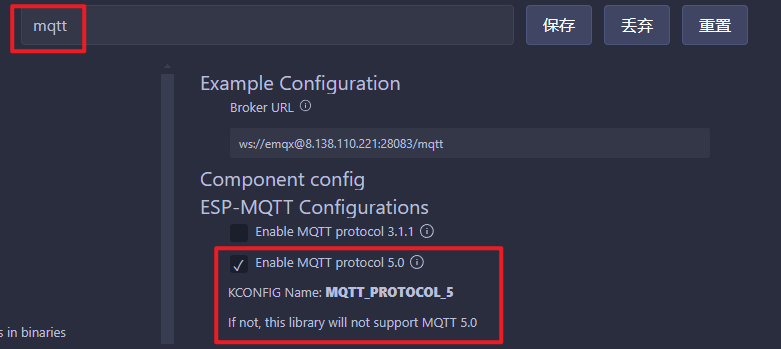 mqtt
保存
丢弃
重置
Example Configuration
Broker URL
ws://emqx@8.138.110.221:28083/mqtt
Component config
ESP-MQTT Configurations
Enable MQTT protocol 3.1.1
Enable MQTT protocol 5.0
KCONFIG Name: MQTT_PROTOCOL_5
If not, this library will not support MQTT 5.0
s in binaries